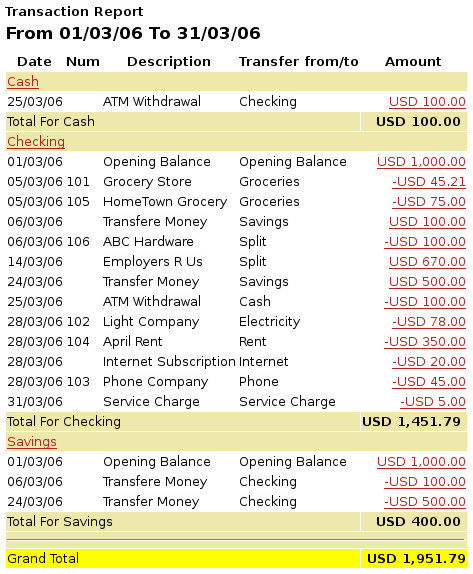 Transaction Report
From 01/03/06 To 31/03/06
Date Num Description Transfer from/to Amount
Cash
25/03/06 ATM Withdrawal Checking USD 100.00
Total For Cash USD 100.00
Checking
01/03/06 Opening Balance Opening Balance USD 1,000.00
05/03/06 101 Grocery Store Groceries -USD 45.21
05/03/06 105 HomeTown Grocery Groceries -USD 75.00
06/03/06 Transfere Money Savings USD 100.00
06/03/06 106 ABC Hardware Split -USD 100.00
14/03/06 Employers R Us Split USD 670.00
24/03/06 Transfer Money Savings USD 500.00
25/03/06 ATM Withdrawal Cash -USD 100.00
28/03/06 102 Light Company Electricity -USD 78.00
28/03/06 104 April Rent Rent -USD 350.00
28/03/06 Internet Subscription Internet -USD 20.00
28/03/06 103 Phone Company Phone -USD 45.00
31/03/06 Service Charge Service Charge -USD 5.00
Total For Checking USD 1,451.79
Savings
01/03/06 Opening Balance Opening Balance USD 1,000.00
06/03/06 Transfere Money Checking -USD 100.00
24/03/06 Transfer Money Checking -USD 500.00
Total For Savings USD 400.00
Grand Total USD 1,951.79